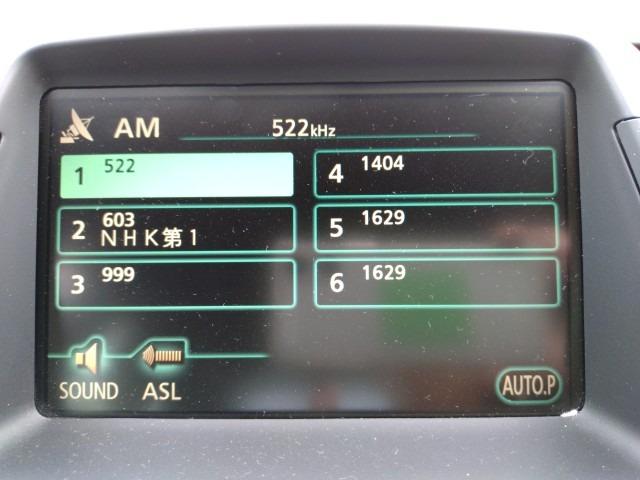 AM 522kHz
1 522
2 603
ＮＨＫ第１
3 999
4 1404
5 1629
6 1629
SOUND ASL AUTO.P